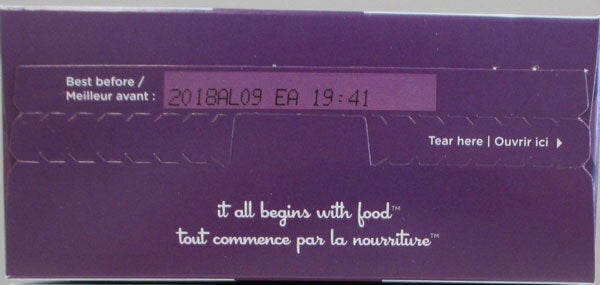 Best before /
Meilleur avant :
2018AL09 EA 19:41
Tear here | Ouvrir ici
it all begins with food™
tout commence par la nourriture™